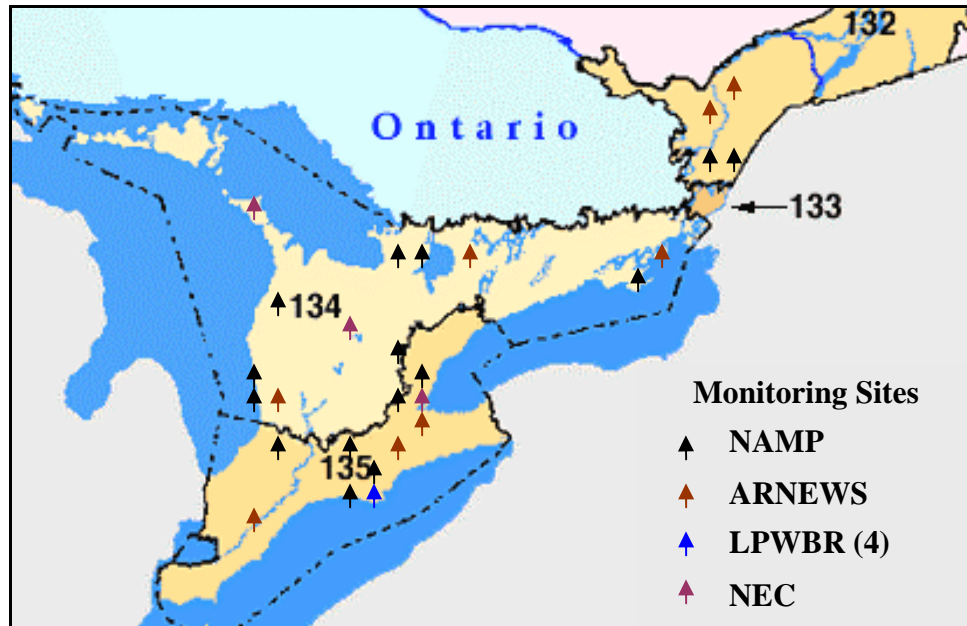 132
Ontario
133
134
135
Monitoring Sites
NAMP
ARNEWS
LPWBR (4)
NEC